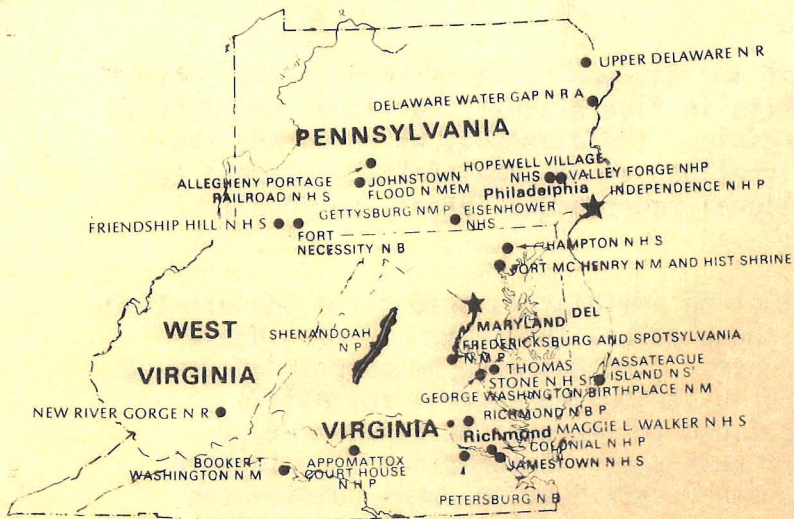 UPPER DELAWARE N R
DELAWARE WATER GAP N R A
PENNSYLVANIA
HOPEWELL VILLAGE
NHS
VALLEY FORGE NHP
ALLEGHENY PORTAGE
RAILROAD N H S
JOHNSTOWN
FLOOD N MEM
Philadelphia
INDEPENDENCE N H P
FRIENDSHIP HILL N H S
GETTYSBURG NM P
EISENHOWER
NHS
FORT
NECESSITY N B
HAMPTON N H S
FORT MC HENRY N M AND HIST SHRINE
WEST
VIRGINIA
SHENANDOAH
N P
MARYLAND
DEL
FREDERICKSBURG AND SPOTSYLVANIA
N M P
THOMAS
STONE N H S
ASSATEAGUE
ISLAND N S
GEORGE WASHINGTON BIRTHPLACE N M
NEW RIVER GORGE N R
RICHMOND N B P
VIRGINIA
Richmond
MAGGIE L. WALKER N H S
COLONIAL N H P
JAMESTOWN N H S
BOOKER T
WASHINGTON N M
APPOMATTOX
COURT HOUSE
N H P
PETERSBURG N B